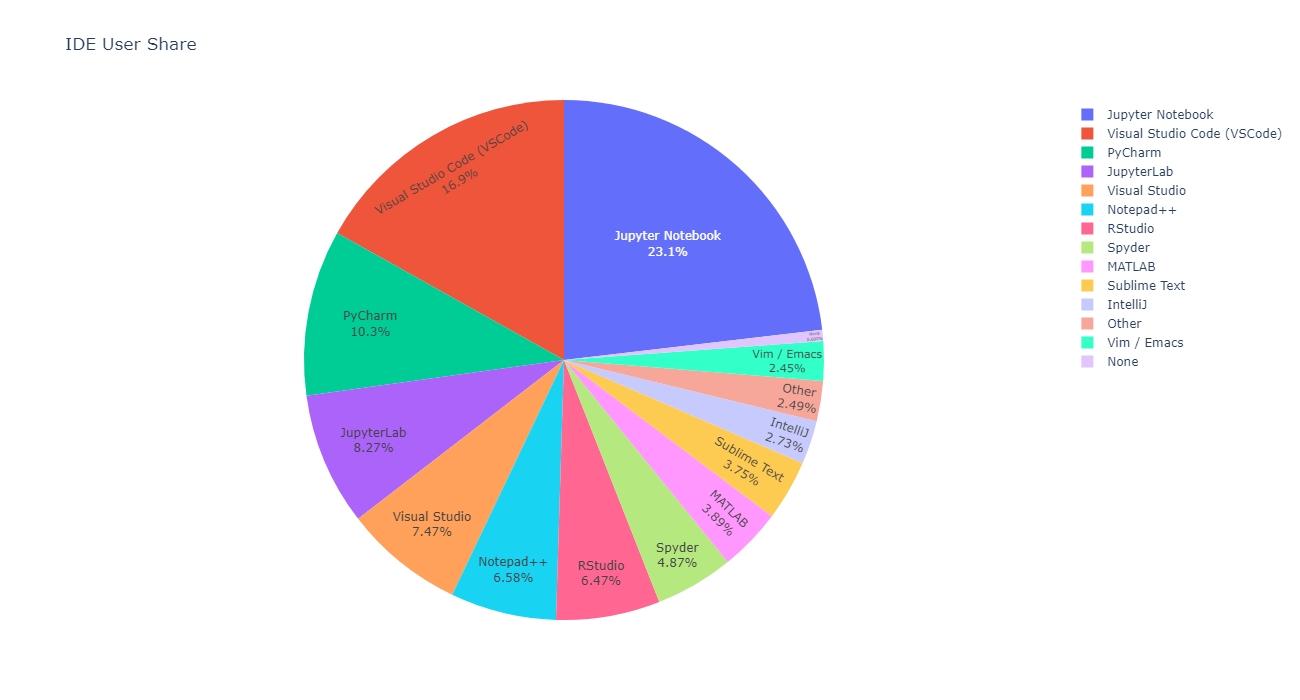 IDE User Share
Visual Studio Code (VSCode)
16.9%
Jupyter Notebook
23.1%
PyCharm
10.3%
JupyterLab
8.27%
Visual Studio
7.47%
Notepad++
6.58%
RStudio
6.47%
Spyder
4.87%
MATLAB
3.89%
Sublime Text
3.75%
IntelliJ
2.73%
Other
2.49%
Vim / Emacs
2.45%
None
Jupyter Notebook
Visual Studio Code (VSCode)
PyCharm
JupyterLab
Visual Studio
Notepad++
RStudio
Spyder
MATLAB
Sublime Text
IntelliJ
Other
Vim / Emacs
None